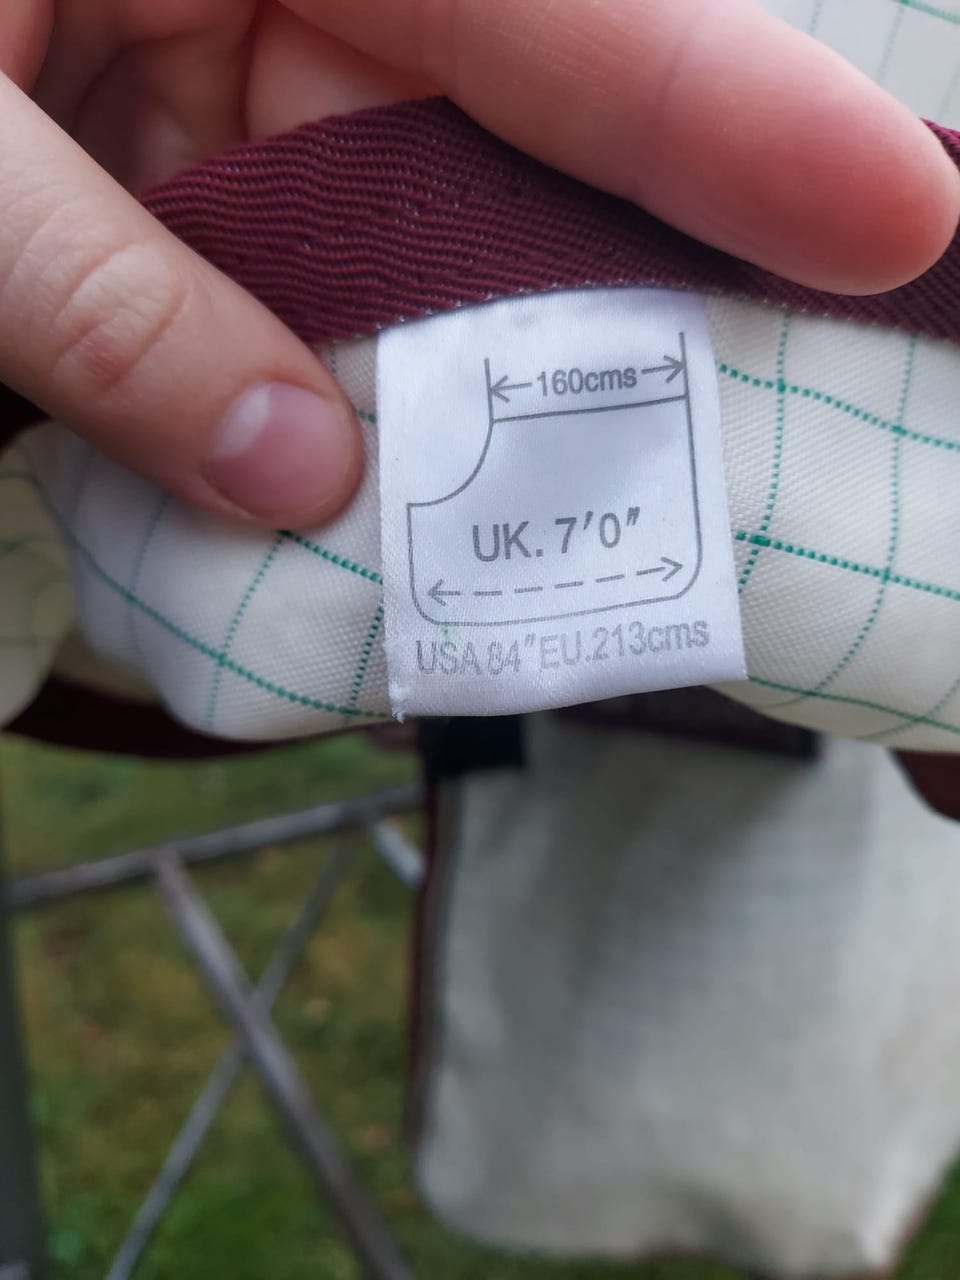 160cms
UK. 7'0"
USA 84" EU.213cms